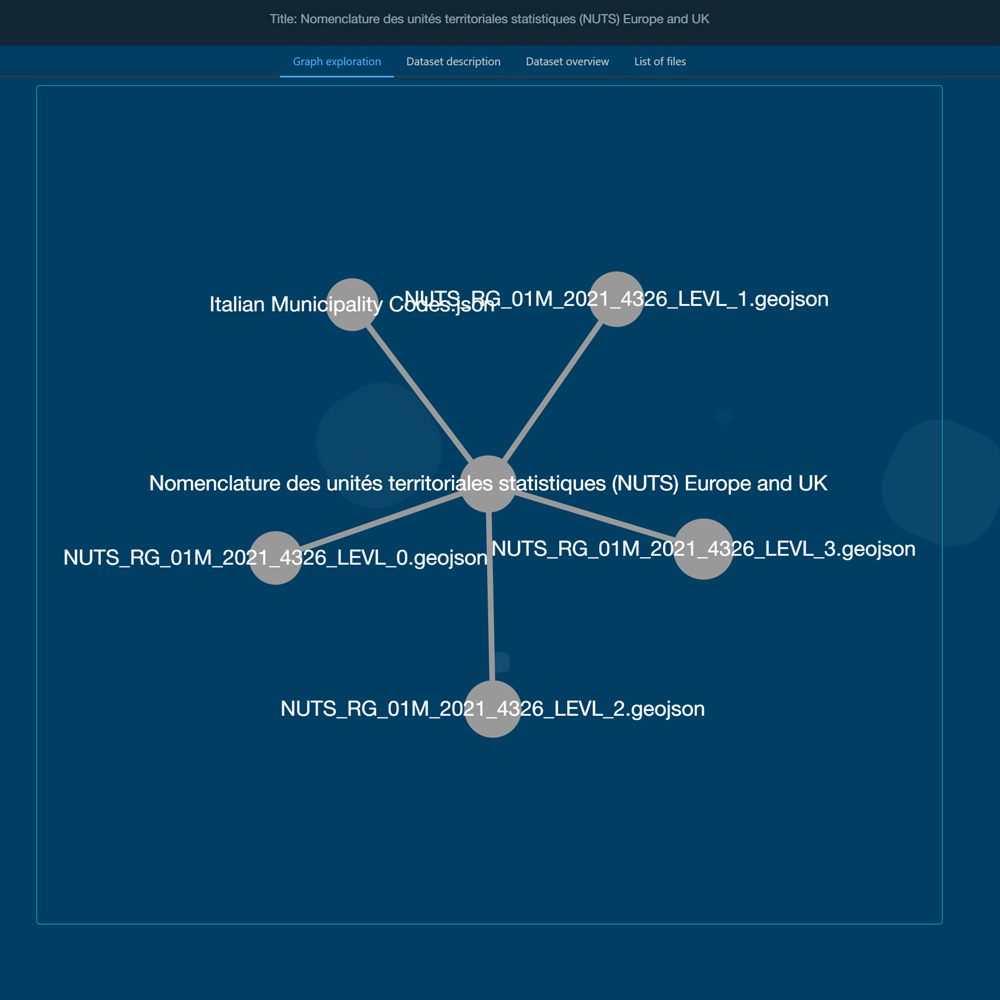 Title: Nomenclature des unités territoriales statistiques (NUTS) Europe and UK
Graph exploration
Dataset description
Dataset overview
List of files
Italian Municipality Codes.json
NUTS_RG_01M_2021_4326_LEVL_1.geojson
Nomenclature des unités territoriales statistiques (NUTS) Europe and UK
NUTS_RG_01M_2021_4326_LEVL_0.geojson
NUTS_RG_01M_2021_4326_LEVL_3.geojson
NUTS_RG_01M_2021_4326_LEVL_2.geojson